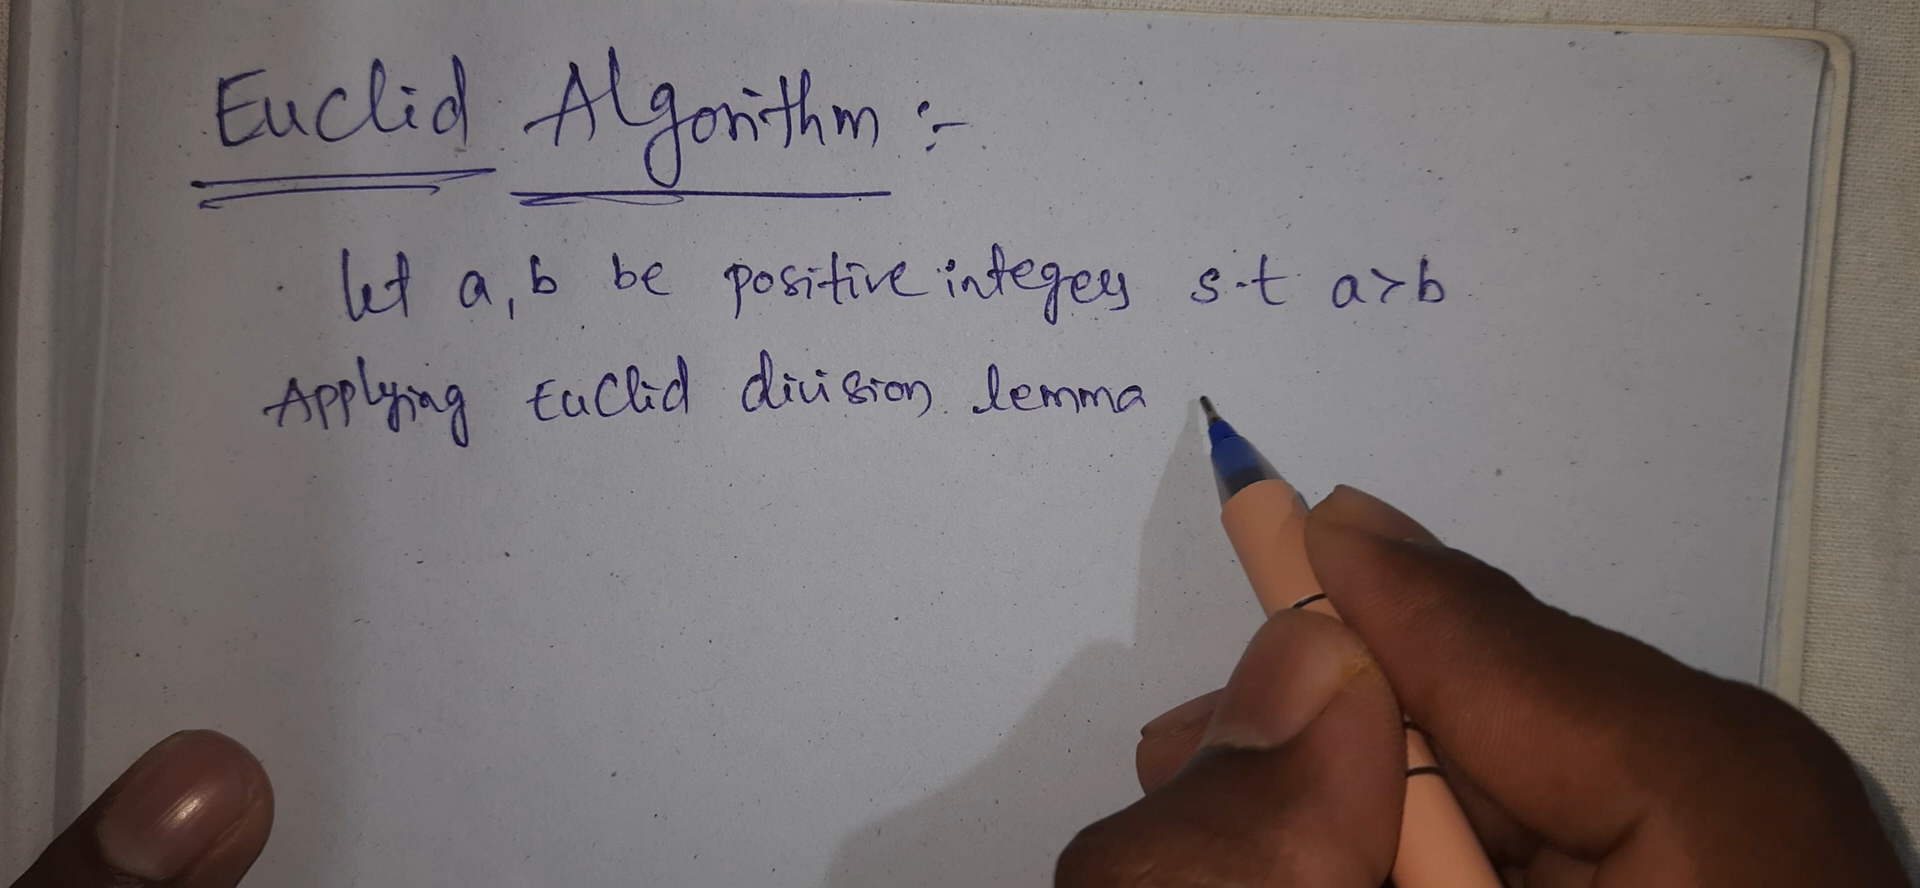 Euclid Algorithm :-
let a, b be positive integers s.t a>b
Applying Euclid division lemma